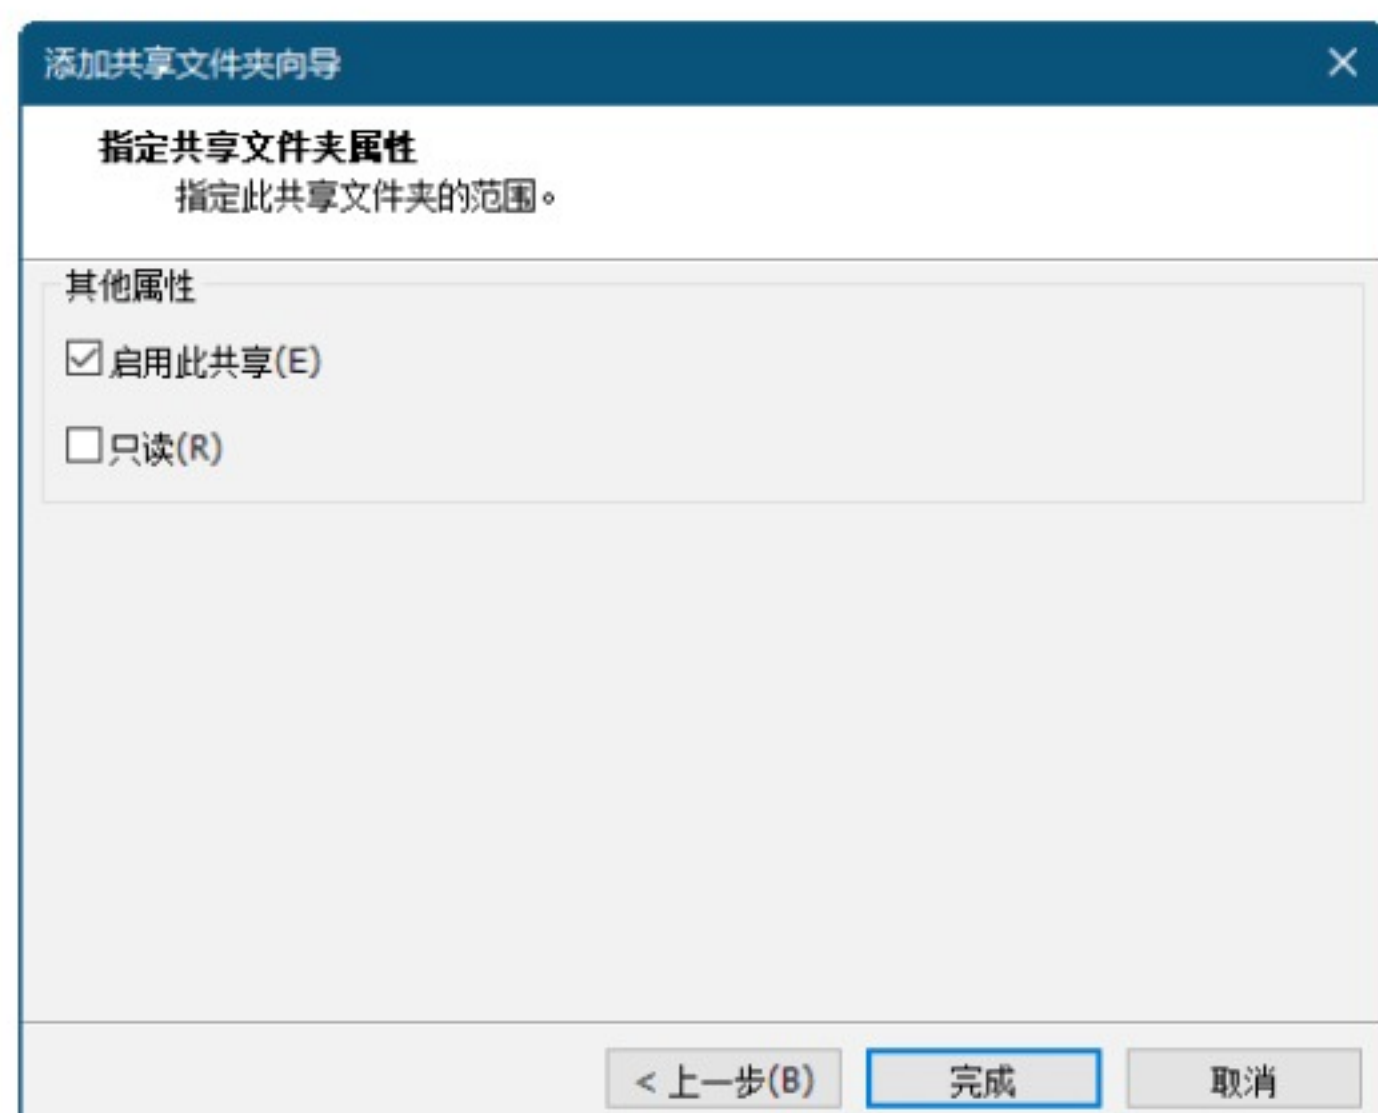 添加共享文件夹向导
指定共享文件夹属性
指定此共享文件夹的范围。
其他属性
启用此共享(E)
只读(R)
< 上一步(B)
完成
取消